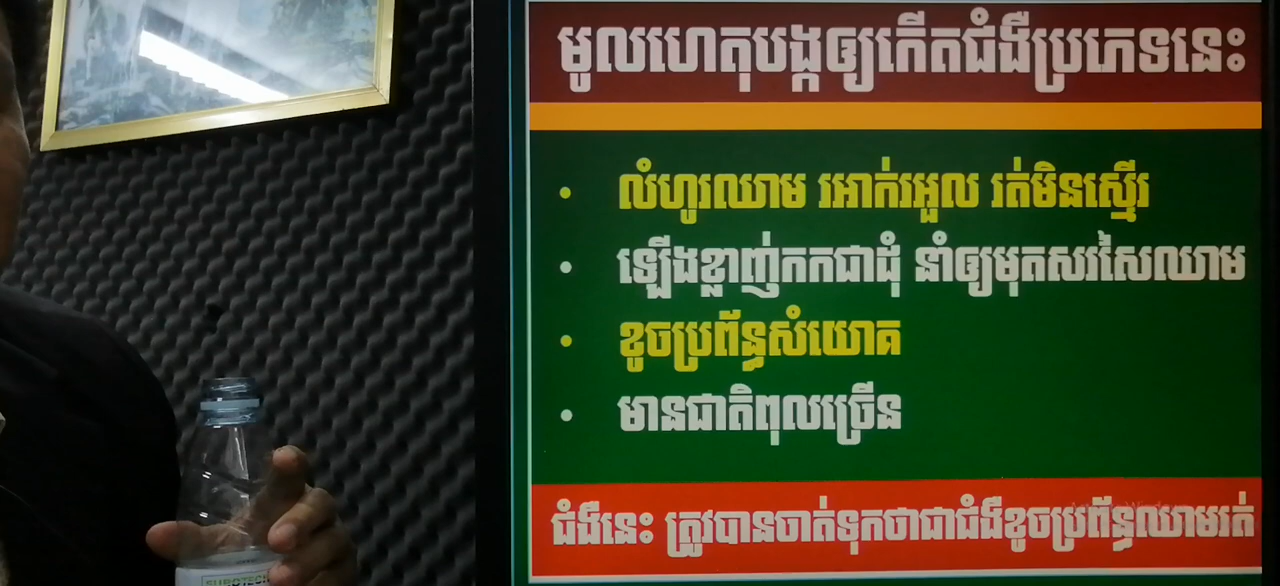 មូលហេតុបង្កឲ្យកើតជំងឺប្រភេទនេះ
• លំហូរឈាម រអាក់រអួល រត់មិនស្មើរ
• ឡើងខ្លាញ់កកជាដុំ នាំឲ្យមុតសរសៃឈាម
• ខូចប្រព័ន្ធសំយោគ
• មានជាតិពុលច្រើន
ជំងឺនេះ ត្រូវបានចាត់ទុកថាជាជំងឺខូចប្រព័ន្ធឈាមរត់